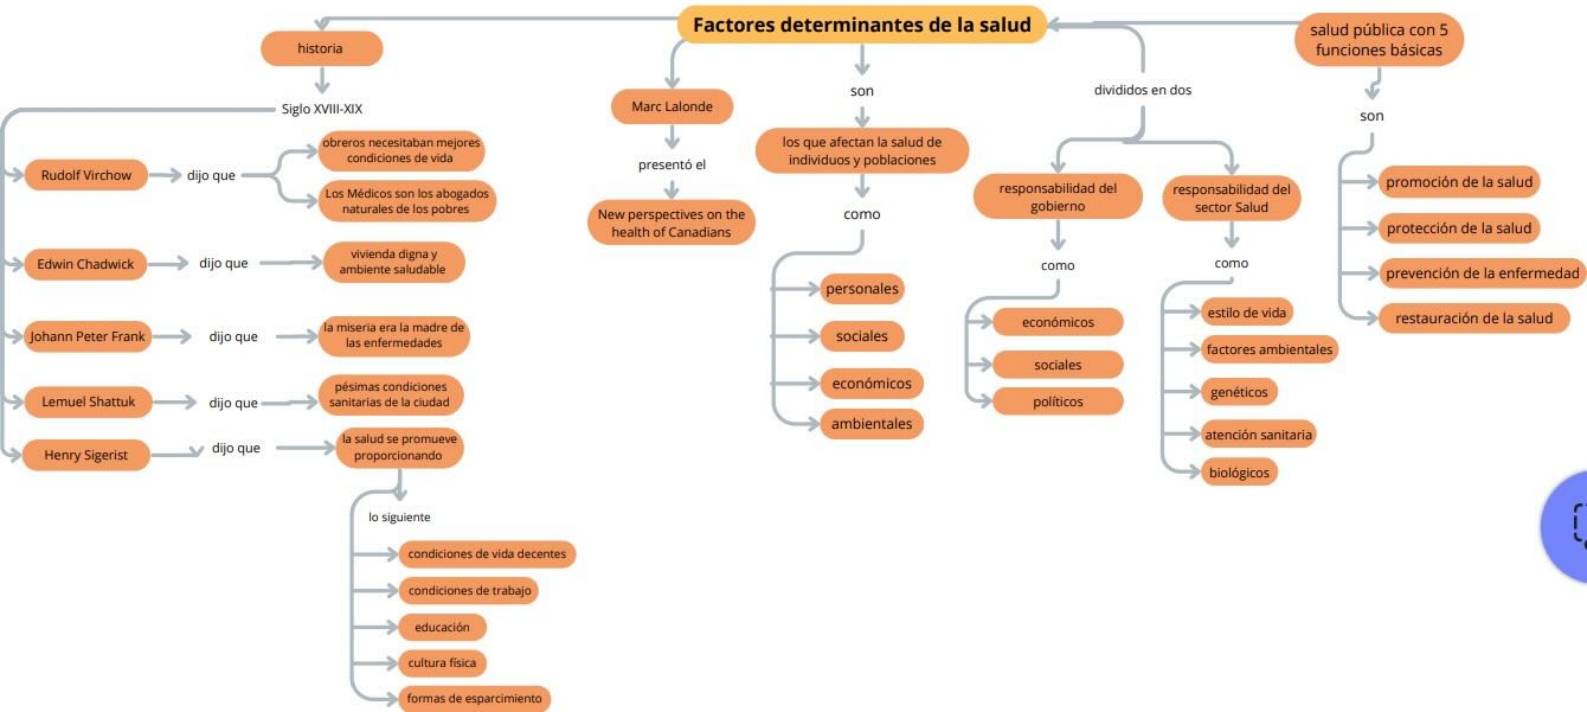 Factores determinantes de la salud
historia
Siglo XVIII-XIX
Rudolf Virchow
dijo que
obreros necesitaban mejores
condiciones de vida
Los Médicos son los abogados
naturales de los pobres
Edwin Chadwick
dijo que
vivienda digna y
ambiente saludable
Johann Peter Frank
dijo que
la miseria era la madre de
las enfermedades
Lemuel Shattuk
dijo que
pésimas condiciones
sanitarias de la ciudad
Henry Sigerist
dijo que
la salud se promueve
proporcionando
lo siguiente
condiciones de vida decentes
condiciones de trabajo
educación
cultura física
formas de esparcimiento
Marc Lalonde
presentó el
New perspectives on the
health of Canadians
son
los que afectan la salud de
individuos y poblaciones
como
personales
sociales
económicos
ambientales
divididos en dos
responsabilidad del
gobierno
como
económicos
sociales
políticos
responsabilidad del
sector Salud
como
estilo de vida
factores ambientales
genéticos
atención sanitaria
biológicos
salud pública con 5
funciones básicas
son
promoción de la salud
protección de la salud
prevención de la enfermedad
restauración de la salud